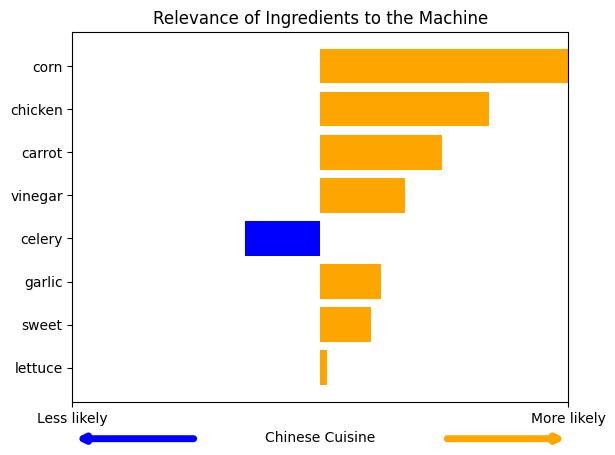 Relevance of Ingredients to the Machine
corn
chicken
carrot
vinegar
celery
garlic
sweet
lettuce
Less likely
More likely
Chinese Cuisine